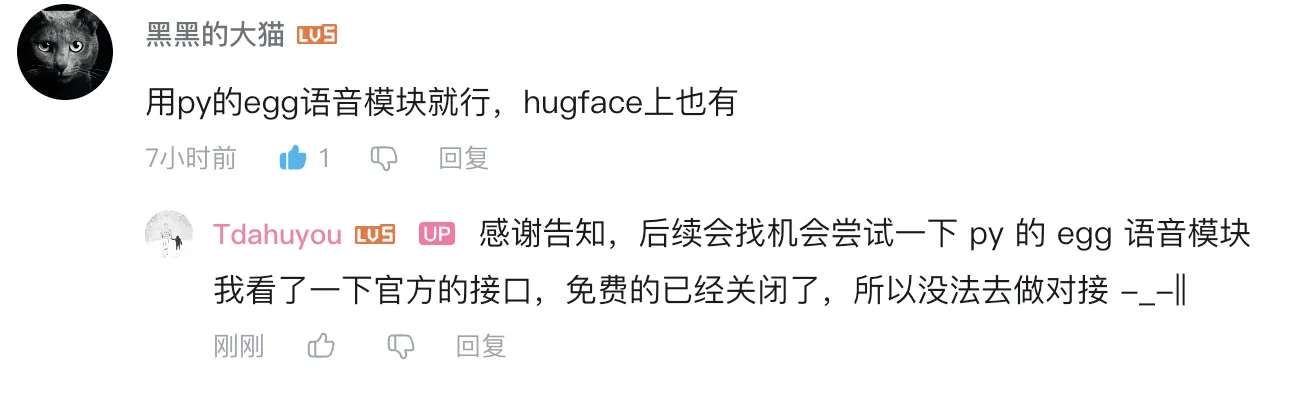 黑黑的大猫 LV5
用py的egg语音模块就行，hugface上也有
7小时前 1 回复
Tdahuyou LV5 UP 感谢告知，后续会找机会尝试一下 py 的 egg 语音模块
我看了一下官方的接口，免费的已经关闭了，所以没法去做对接 -_-||
刚刚 回复